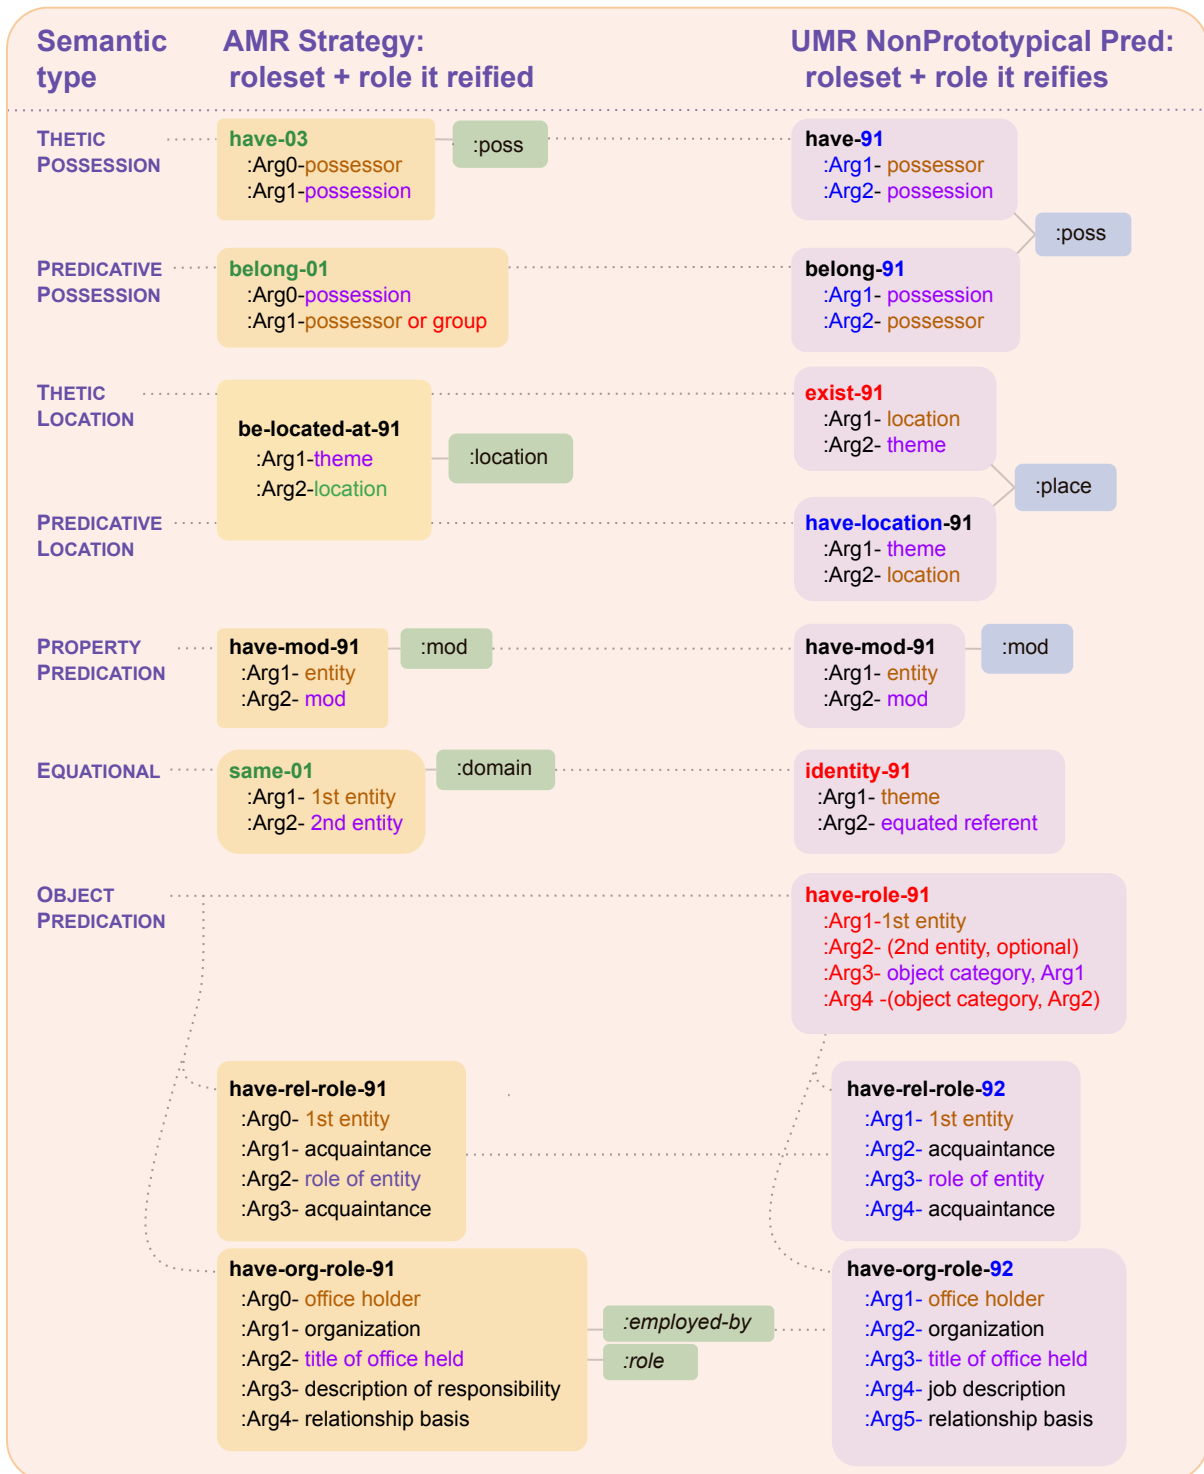 Semantic type
AMR Strategy:
roleset + role it reified
UMR NonPrototypical Pred:
roleset + role it reifies
THETIC
POSSESSION
have-03
:Arg0-possessor
:Arg1-possession
:poss
have-91
:Arg1- possessor
:Arg2- possession
:poss
PREDICATIVE
POSSESSION
belong-01
:Arg0-possession
:Arg1-possessor or group
belong-91
:Arg1- possession
:Arg2- possessor
THETIC
LOCATION
be-located-at-91
:Arg1-theme
:Arg2-location
:location
exist-91
:Arg1- location
:Arg2- theme
:place
PREDICATIVE
LOCATION
have-location-91
:Arg1- theme
:Arg2- location
PROPERTY
PREDICATION
have-mod-91
:Arg1- entity
:Arg2- mod
:mod
have-mod-91
:Arg1- entity
:Arg2- mod
:mod
EQUATIONAL
same-01
:Arg1- 1st entity
:Arg2- 2nd entity
:domain
identity-91
:Arg1- theme
:Arg2- equated referent
OBJECT
PREDICATION
have-role-91
:Arg1-1st entity
:Arg2- (2nd entity, optional)
:Arg3- object category, Arg1
:Arg4 -(object category, Arg2)
have-rel-role-91
:Arg0- 1st entity
:Arg1- acquaintance
:Arg2- role of entity
:Arg3- acquaintance
have-rel-role-92
:Arg1- 1st entity
:Arg2- acquaintance
:Arg3- role of entity
:Arg4- acquaintance
have-org-role-91
:Arg0- office holder
:Arg1- organization
:Arg2- title of office held
:Arg3- description of responsibility
:Arg4- relationship basis
:employed-by
:role
have-org-role-92
:Arg1- office holder
:Arg2- organization
:Arg3- title of office held
:Arg4- job description
:Arg5- relationship basis